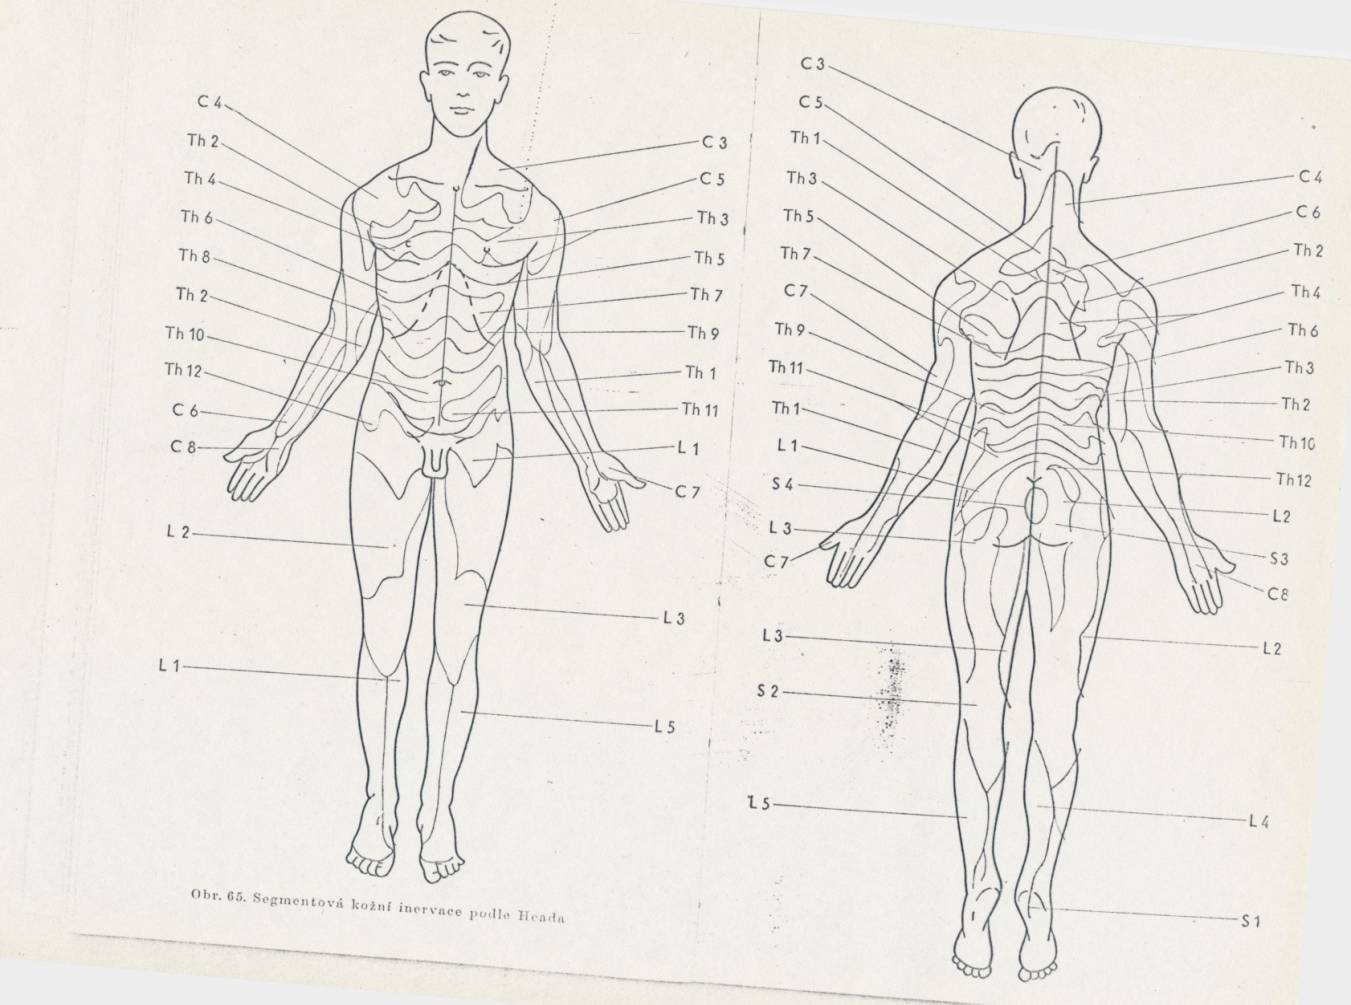 C 4
Th 2
Th 4
Th 6
Th 8
Th 2
Th 10
Th 12
C 6
C 8
L 2
L 1
C 3
C 5
Th 3
Th 5
Th 7
Th 9
Th 1
Th 11
L 1
C 7
L 3
L 5
Obr. 65. Segmentová kožní inervace podle Heada
C 3
C 5
Th 1
Th 3
Th 5
Th 7
C 7
Th 9
Th 11
Th 1
L 1
S 4
L 3
C 7
L 3
S 2
L 5
C 4
C 6
Th 2
Th 4
Th 6
Th 3
Th 2
Th 10
Th 12
L 2
S 3
C 8
L 2
L 4
S 1